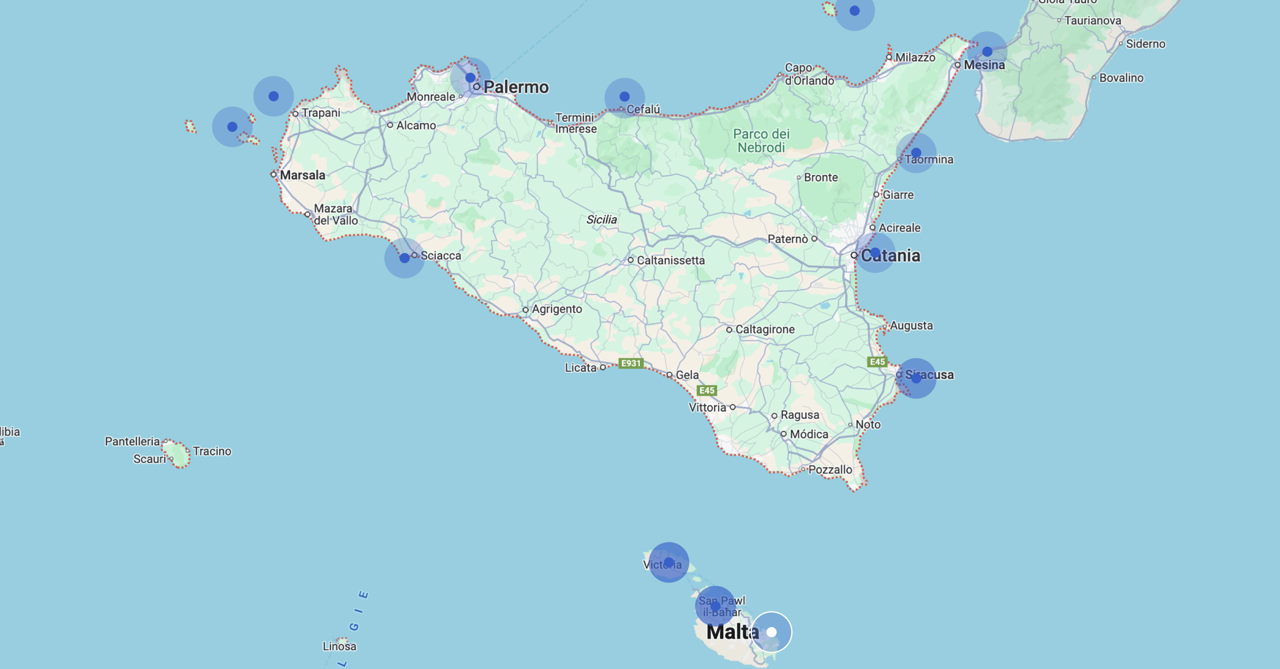 Gioia Tauro
Taurianova
Siderno
Milazzo
Mesina
Capo
d'Orlando
Bovalino
Palermo
Monreale
Cefalú
Trapani
Termini
Imerese
Alcamo
Parco dei
Nebrodi
Taormina
Marsala
Bronte
Giarre
Mazara
del Vallo
Sicilia
Acireale
Paternò
Catania
Sciacca
Caltanissetta
Agrigento
Augusta
Caltagirone
E931
E45
Licata
Gela
Siracusa
E45
Vittoria
Ragusa
Noto
Módica
Pantelleria
Tracino
Scauri
Pozzallo
Victoria
San Pawl
il-Baħar
Malta
Linosa
L G I E